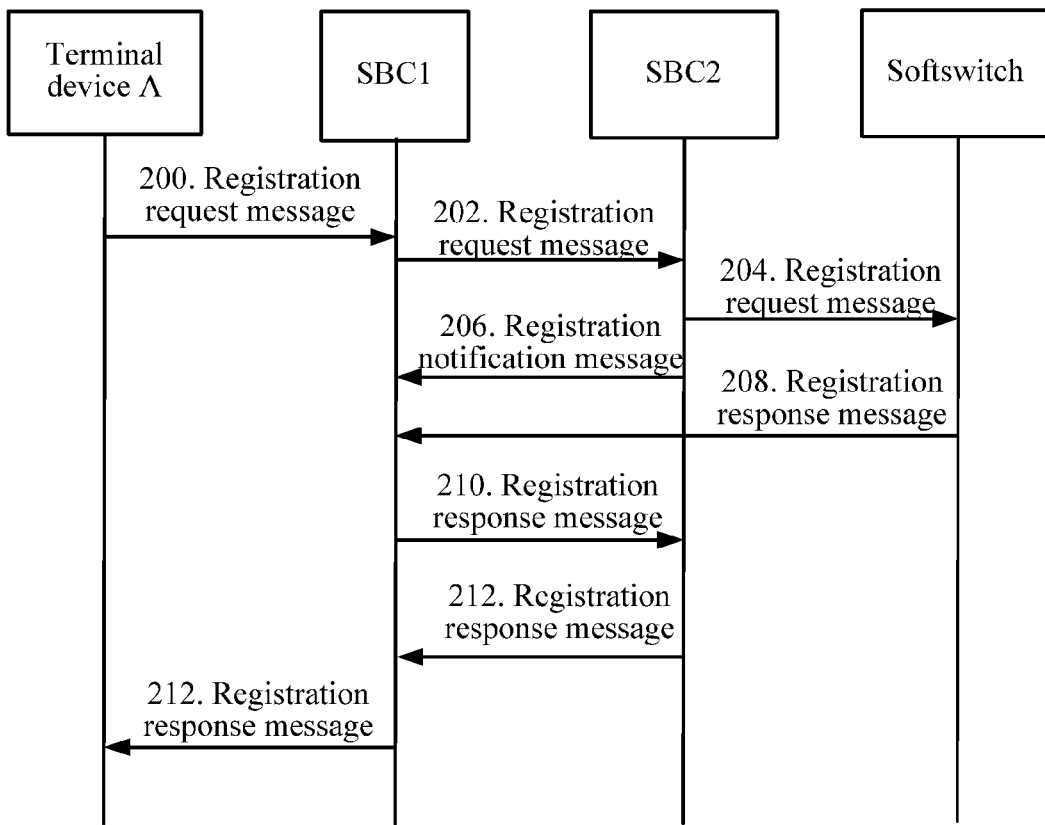 Terminal
device A
SBC1
SBC2
Softswitch
200. Registration
request message
202. Registration
request message
204. Registration
request message
206. Registration
notification message
208. Registration
response message
210. Registration
response message
212. Registration
response message
212. Registration
response message